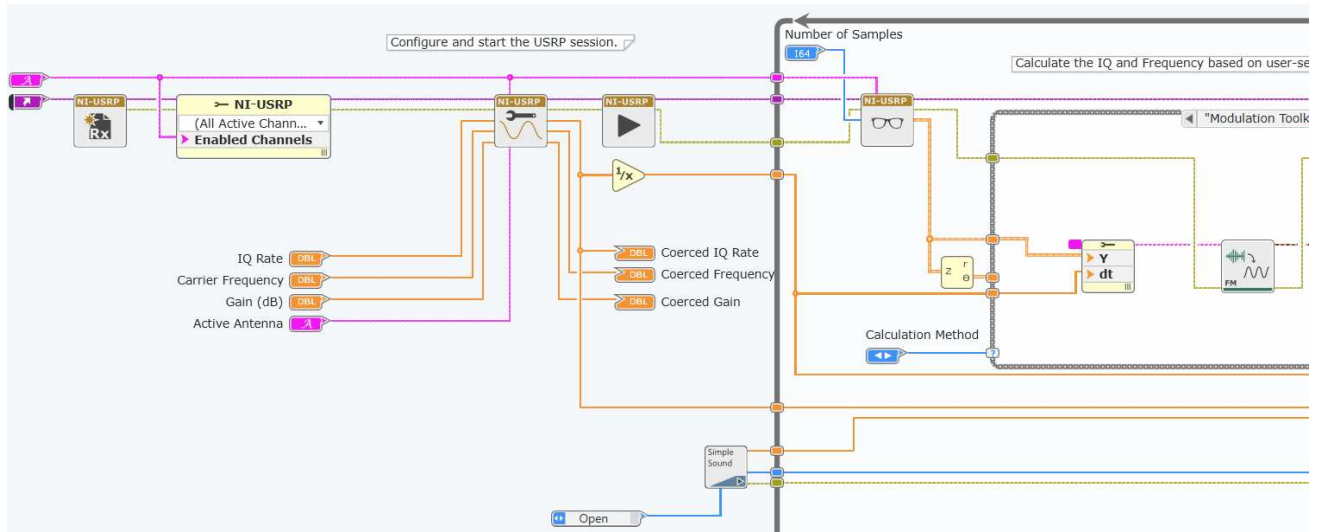 Configure and start the USRP session.
Number of Samples
I64
Calculate the IQ and Frequency based on user-se
NI-USRP
Rx
NI-USRP
(All Active Chann...
Enabled Channels
NI-USRP
NI-USRP
NI-USRP
"Modulation Toolk
1/x
IQ Rate
DBL
Carrier Frequency
DBL
Gain (dB)
DBL
Active Antenna
DBL
Coerced IQ Rate
DBL
Coerced Frequency
DBL
Coerced Gain
z
r
θ
Y
dt
FM
Calculation Method
?
Simple
Sound
Open